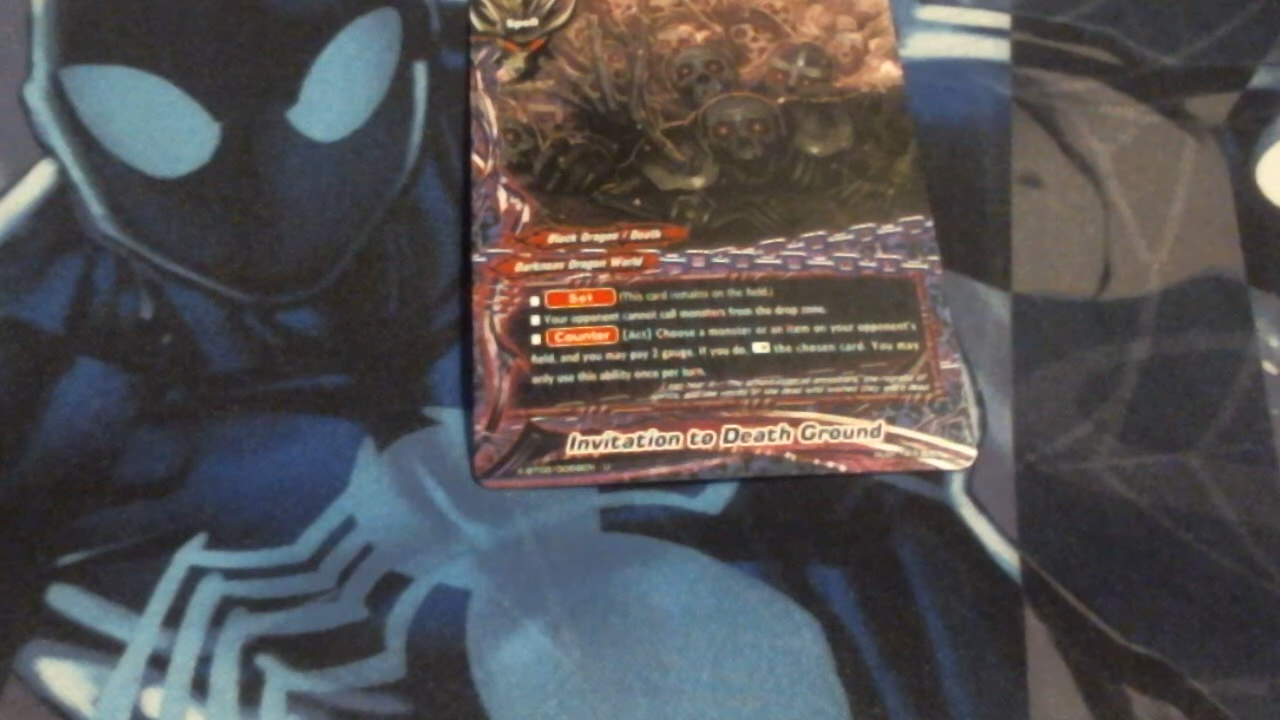 Spell
Black Dragon / Death
Darkness Dragon World
Set (This card remains on the field.)
Your opponent cannot call monsters from the drop zone.
Counter [Act] Choose a monster or an item on your opponent's
field, and you may pay 2 gauge. If you do, the chosen card. You may
only use this ability once per turn.
Invitation to Death Ground